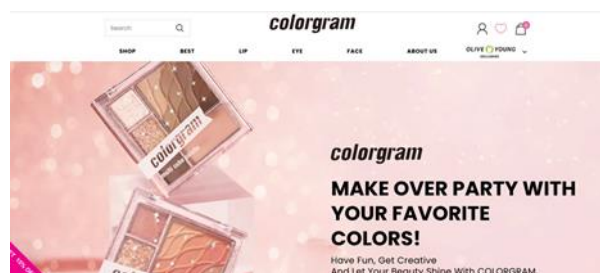 Search
colorgram
SHOP BEST LIP EYE FACE ABOUT US OLIVE YOUNG
colorgram
colorgram
MAKE OVER PARTY WITH
YOUR FAVORITE
COLORS!
Have Fun, Get Creative
And Let Your Beauty Shine With COLORGRAM